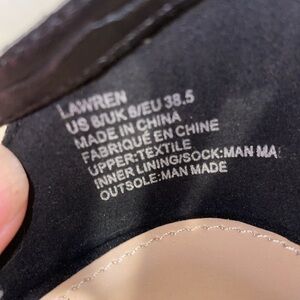 LAWREN
US 8/UK 6/EU 38.5
MADE IN CHINA
FABRIQUÉ EN CHINE
UPPER:TEXTILE
INNER LINING/SOCK:MAN MA
OUTSOLE:MAN MADE